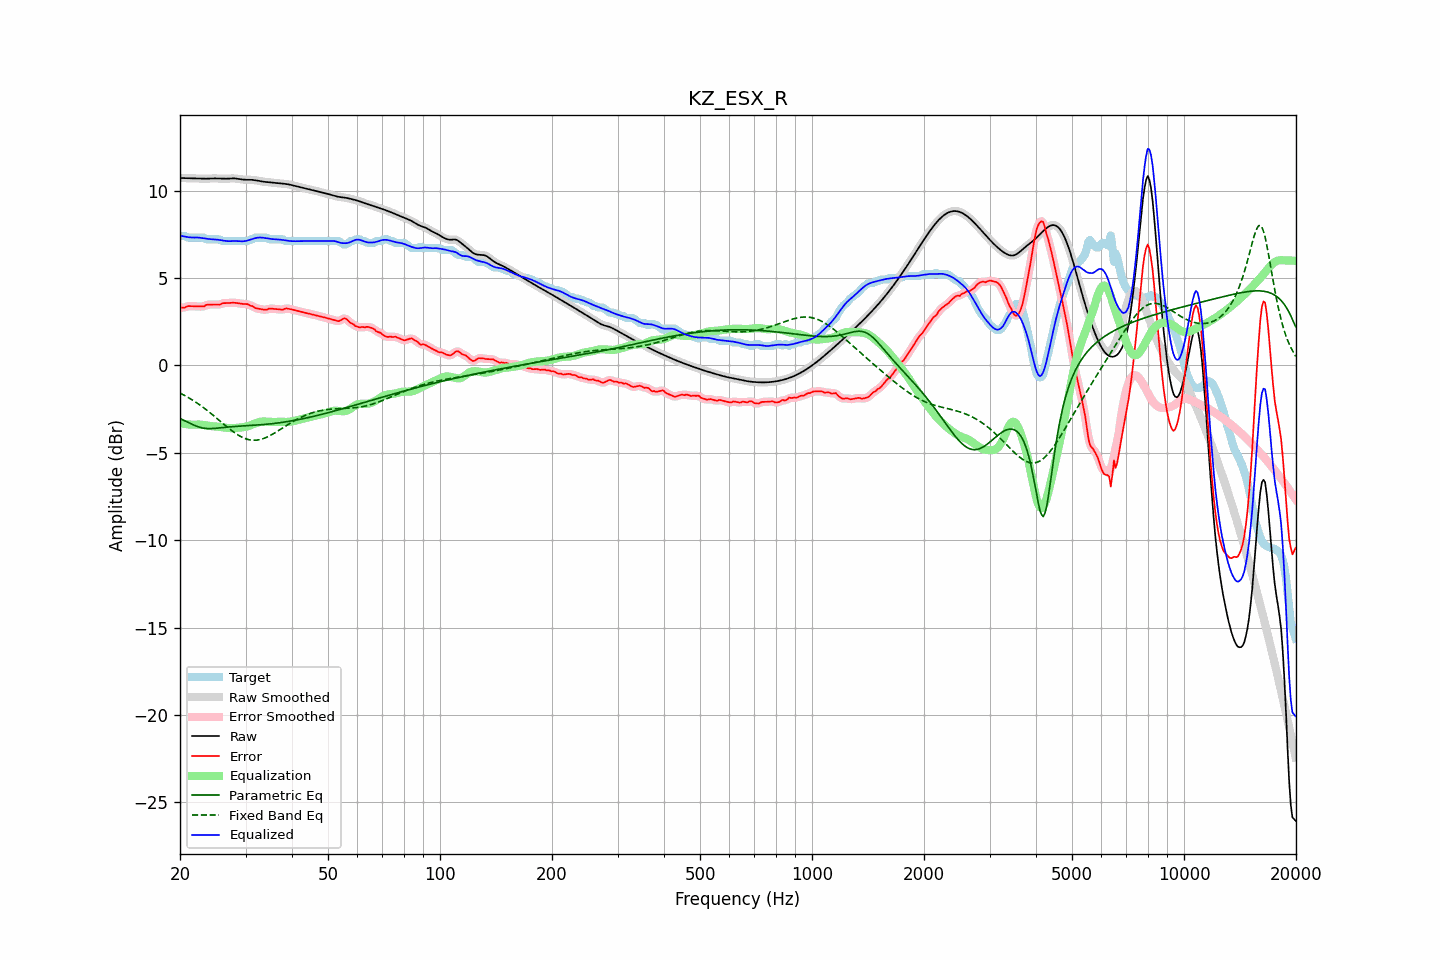 KZ_ESX_R
Amplitude (dBr)
10
5
0
−5
−10
−15
−20
−25
Target
Raw Smoothed
Error Smoothed
Raw
Error
Equalization
Parametric Eq
Fixed Band Eq
Equalized
20 50 100 200 500 1000 2000 5000 10000 20000
Frequency (Hz)